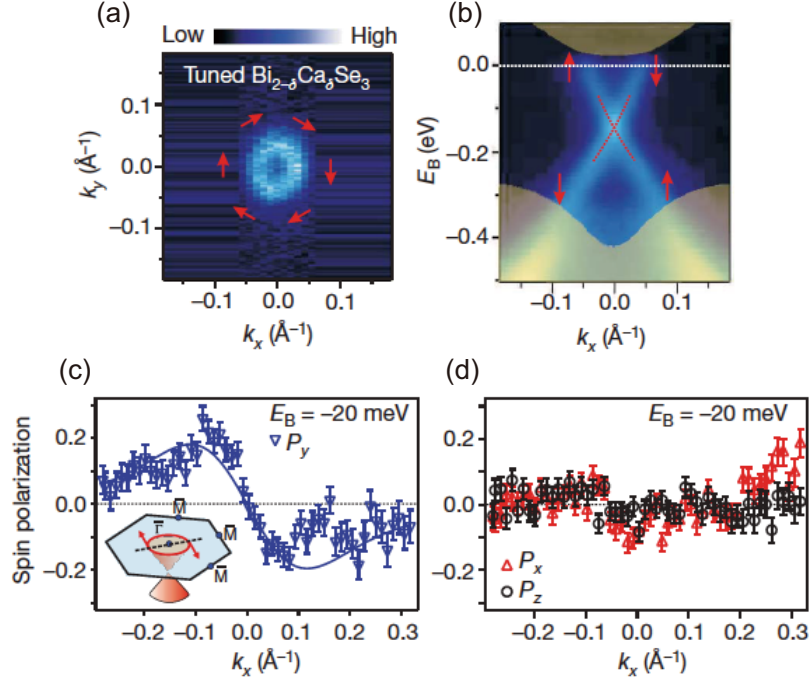 (a)
Low High
Tuned Bi2−δCaδSe3
ky (Å−1)
0.1
0.0
−0.1
−0.1 0.0 0.1
kx (Å−1)
(b)
EB (eV)
0.0
−0.2
−0.4
−0.1 0.0 0.1
kx (Å−1)
(c)
Spin polarization
EB = −20 meV
Py
0.2
0.0
−0.2
M̅
Γ̅
M̅
M̅
−0.2 −0.1 0.0 0.1 0.2 0.3
kx (Å−1)
(d)
EB = −20 meV
0.2
0.0
−0.2
Px
Pz
−0.2 −0.1 0.0 0.1 0.2 0.3
kx (Å−1)